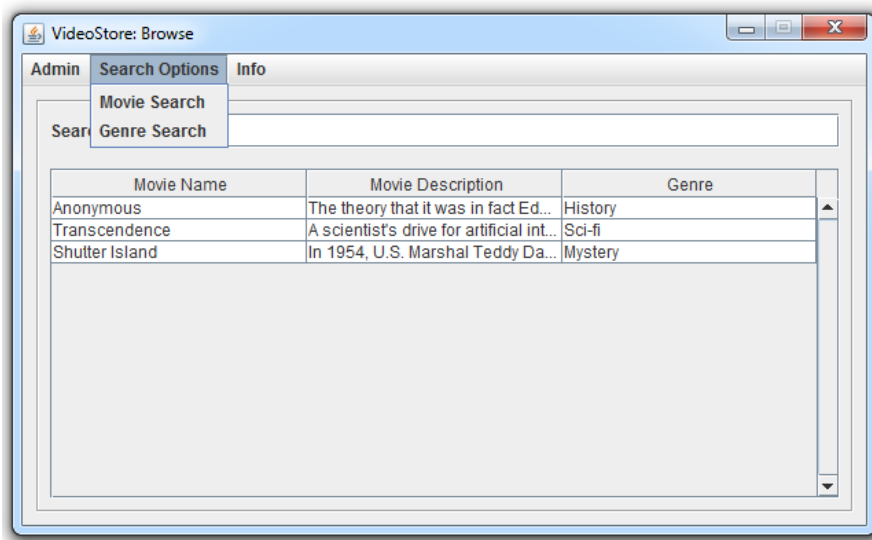 VideoStore: Browse
Admin Search Options Info
Movie Search
Sear Genre Search
Movie Name Movie Description Genre
Anonymous The theory that it was in fact Ed... History
Transcendence A scientist's drive for artificial int... Sci-fi
Shutter Island In 1954, U.S. Marshal Teddy Da... Mystery